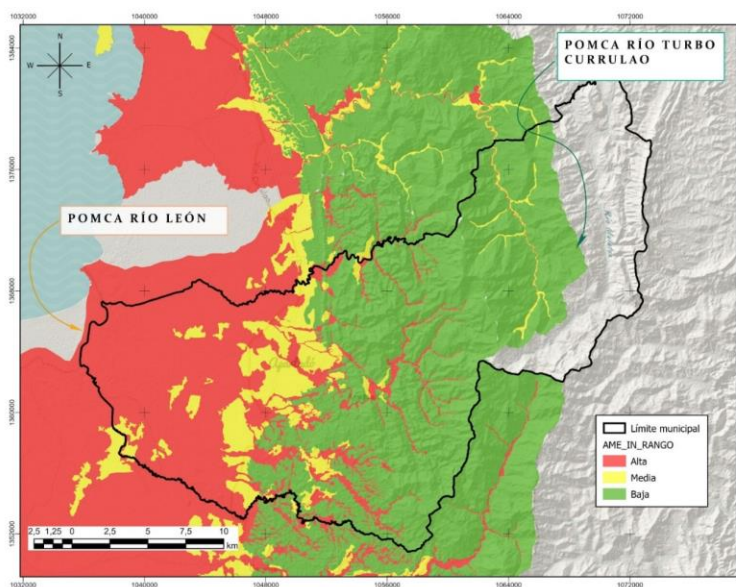 1032000 1040000 1048000 1056000 1064000 1072000
1384000
N
W E
S
POMCA RÍO TURBO
CURRULAO
1376000
POMCA RÍO LEÓN
1368000
1360000
Límite municipal
AME_IN_RANGO
Alta
Media
Baja
1352000
2,5 1,25 0 2,5 5 7,5 10
km
1032000 1040000 1048000 1056000 1064000 1072000